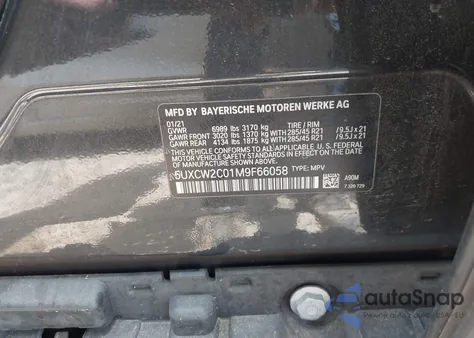 MFD BY BAYERISCHE MOTOREN WERKE AG
01/21
GVWR 6989 lbs 3170 kg TIRE / RIM
GAWR FRONT 3020 lbs 1370 kg WITH 285/45 R21 /9.5J x 21
GAWR REAR 4134 lbs 1875 kg WITH 285/45 R21 /9.5J x 21
THIS VEHICLE CONFORMS TO ALL APPLICABLE U.S. FEDERAL
MOTOR VEHICLE SAFETY STANDARDS IN EFFECT ON THE DATE OF
MANUFACTURE SHOWN ABOVE.
5UXCW2C01M9F66058 TYPE: MPV
A90M
7 320 729
autoSnap